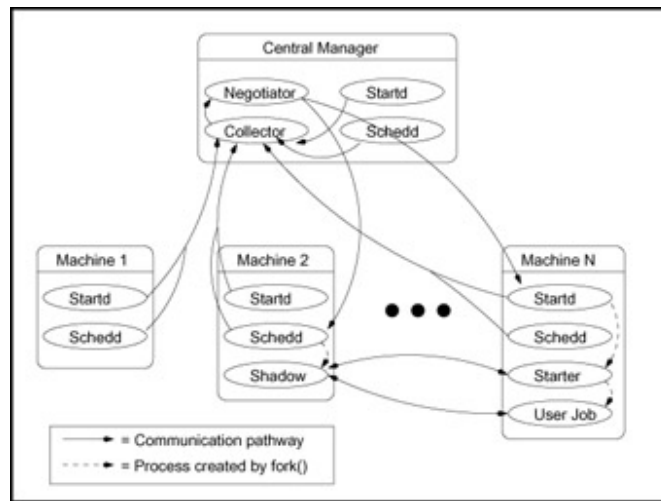 Central Manager
Negotiator
Startd
Collector
Schedd
Machine 1
Startd
Schedd
Machine 2
Startd
Schedd
Shadow
Machine N
Startd
Schedd
Starter
User Job
= Communication pathway
= Process created by fork()